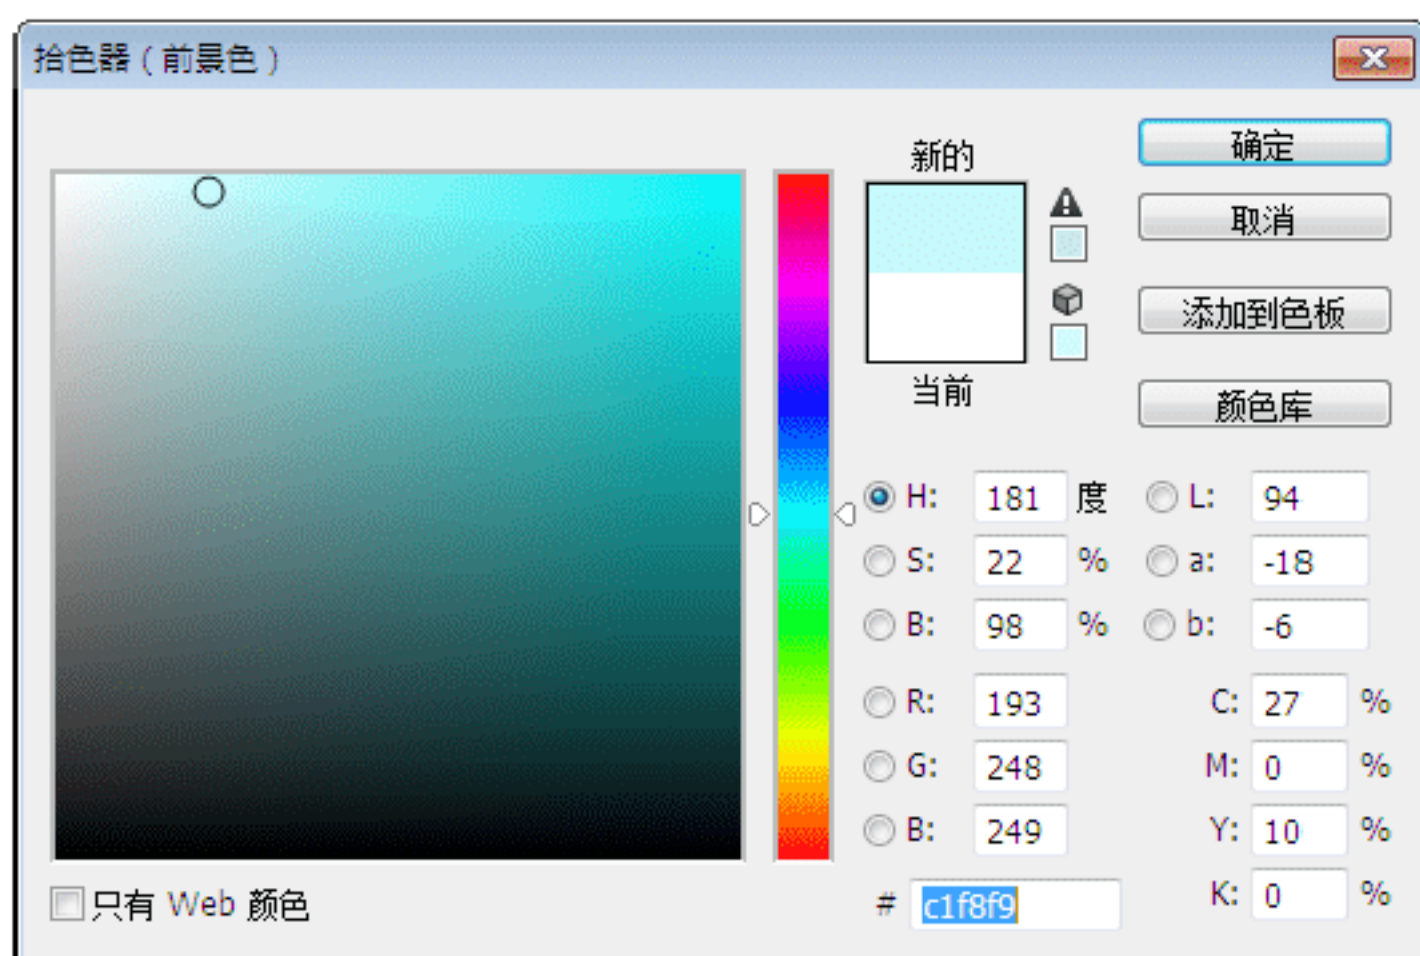 拾色器（前景色）
新的
当前
确定
取消
添加到色板
颜色库
H: 181 度
S: 22 %
B: 98 %
R: 193
G: 248
B: 249
# c1f8f9
L: 94
a: -18
b: -6
C: 27 %
M: 0 %
Y: 10 %
K: 0 %
只有 Web 颜色